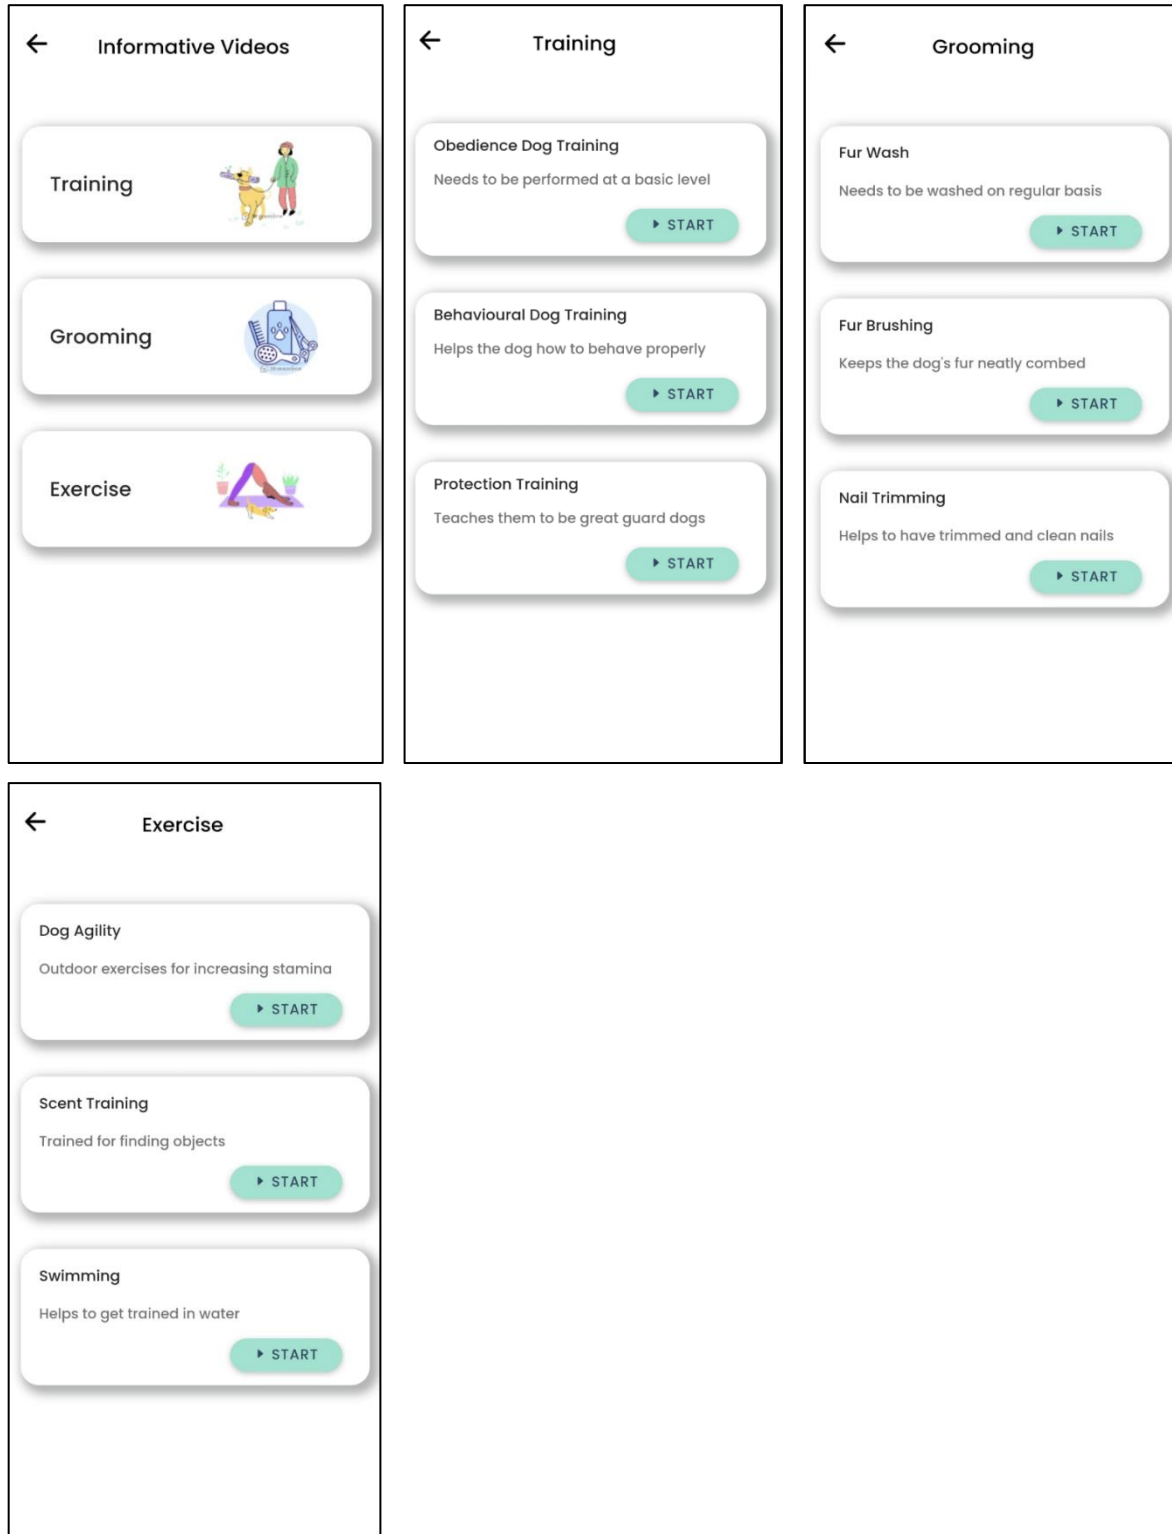 Informative Videos
Training
Grooming
Exercise
Training
Obedience Dog Training
Needs to be performed at a basic level
START
Behavioural Dog Training
Helps the dog how to behave properly
START
Protection Training
Teaches them to be great guard dogs
START
Grooming
Fur Wash
Needs to be washed on regular basis
START
Fur Brushing
Keeps the dog's fur neatly combed
START
Nail Trimming
Helps to have trimmed and clean nails
START
Exercise
Dog Agility
Outdoor exercises for increasing stamina
START
Scent Training
Trained for finding objects
START
Swimming
Helps to get trained in water
START